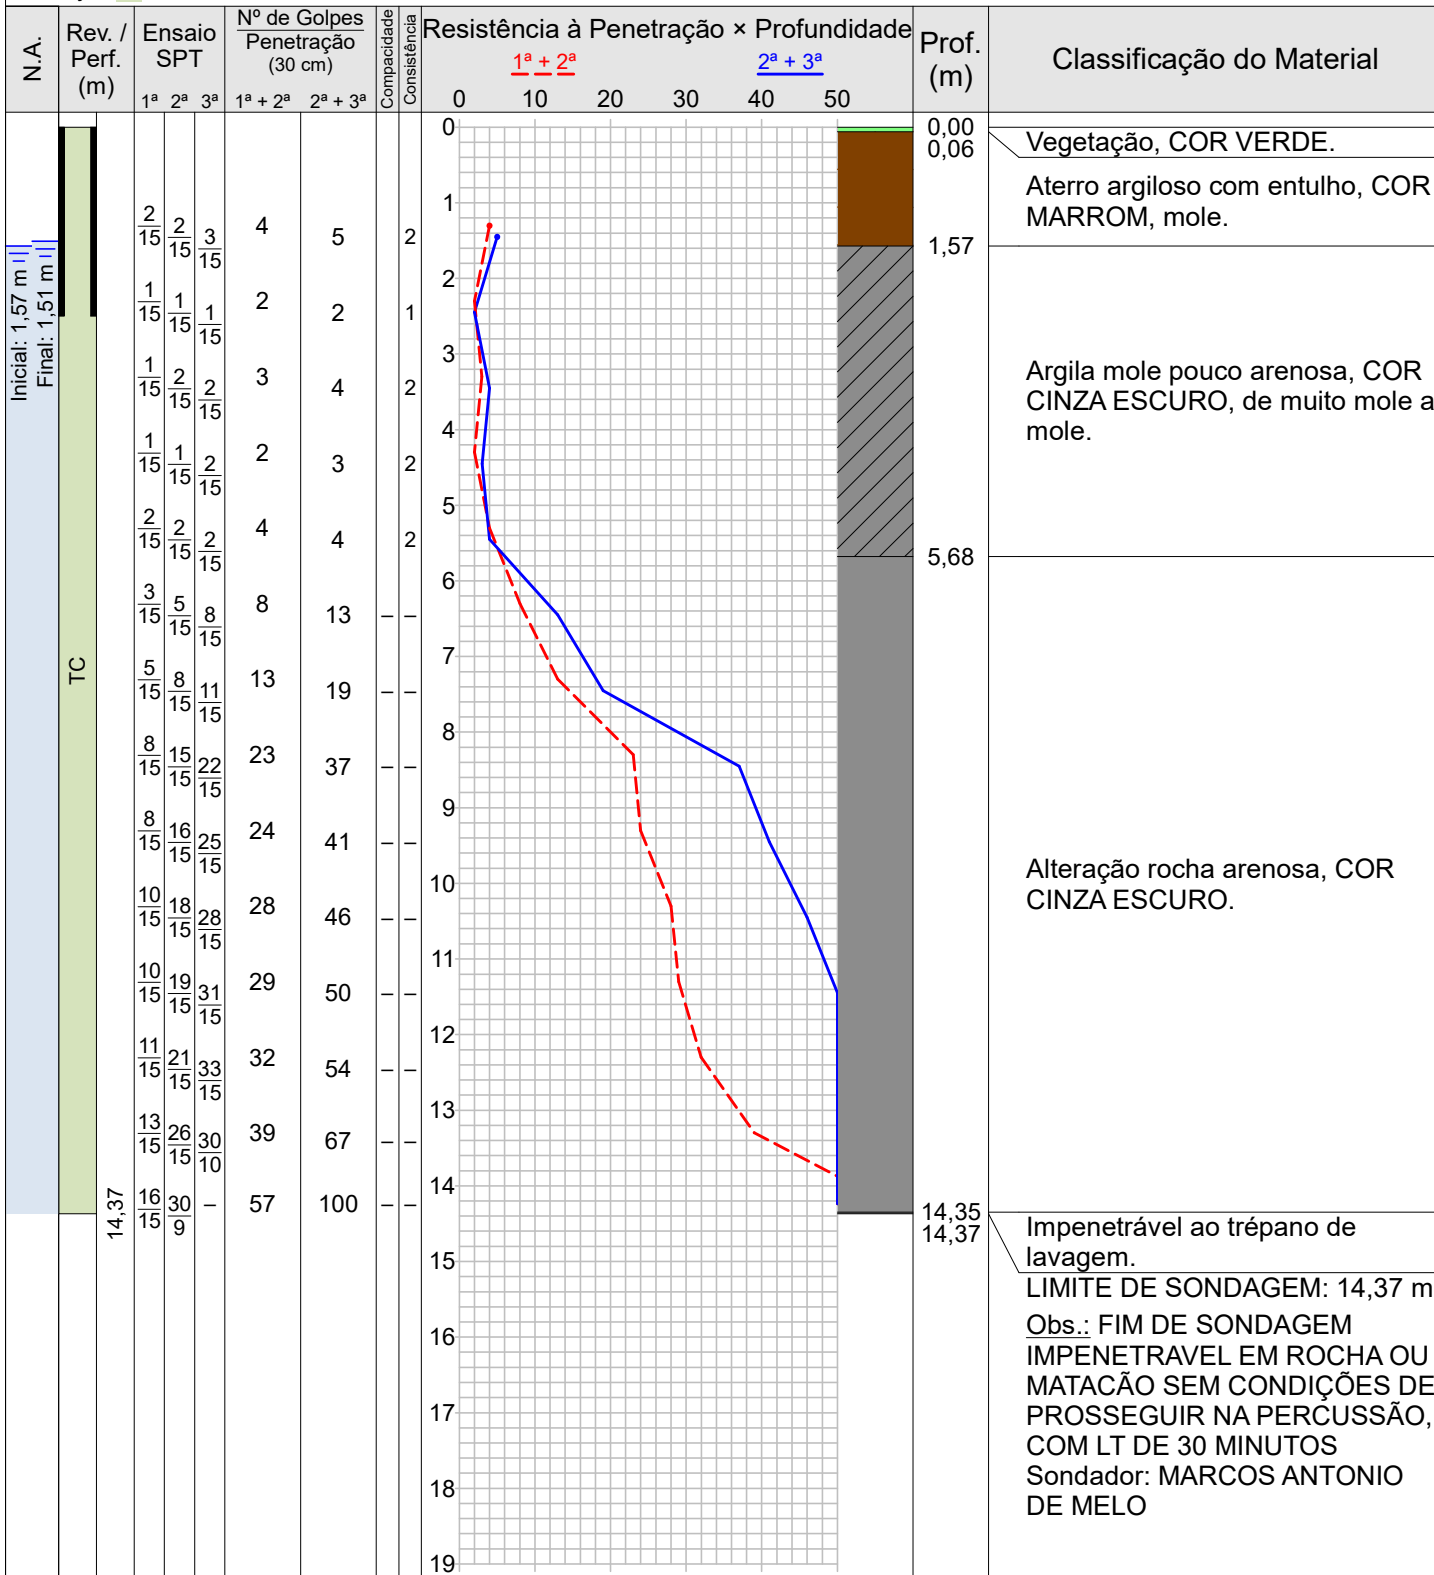 N.A.
Rev. /
Perf.
(m)
Ensaio
SPT
1ª 2ª 3ª
Nº de Golpes
Penetração
(30 cm)
1ª + 2ª 2ª + 3ª
Compacidade
Consistência
Resistência à Penetração × Profundidade
1ª + 2ª 2ª + 3ª
0 10 20 30 40 50
Prof.
(m)
Classificação do Material
Inicial: 1,57 m
Final: 1,51 m
TC
14,37
2/15 2/15 3/15 4 5 2
1/15 1/15 1/15 2 2 1
1/15 2/15 2/15 3 4 2
1/15 1/15 2/15 2 3 2
2/15 2/15 2/15 4 4 2
3/15 5/15 8/15 8 13 – –
5/15 8/15 11/15 13 19 – –
8/15 15/15 22/15 23 37 – –
8/15 16/15 25/15 24 41 – –
10/15 18/15 28/15 28 46 – –
10/15 19/15 31/15 29 50 – –
11/15 21/15 33/15 32 54 – –
13/15 26/15 30/10 39 67 – –
16/15 30/9 – 57 100 – –
0
1
2
3
4
5
6
7
8
9
10
11
12
13
14
15
16
17
18
19
0,00
0,06
1,57
5,68
14,35
14,37
Vegetação, COR VERDE.
Aterro argiloso com entulho, COR
MARROM, mole.
Argila mole pouco arenosa, COR
CINZA ESCURO, de muito mole a
mole.
Alteração rocha arenosa, COR
CINZA ESCURO.
Impenetrável ao trépano de
lavagem.
LIMITE DE SONDAGEM: 14,37 m
Obs.: FIM DE SONDAGEM
IMPENETRAVEL EM ROCHA OU
MATACÃO SEM CONDIÇÕES DE
PROSSEGUIR NA PERCUSSÃO,
COM LT DE 30 MINUTOS
Sondador: MARCOS ANTONIO
DE MELO